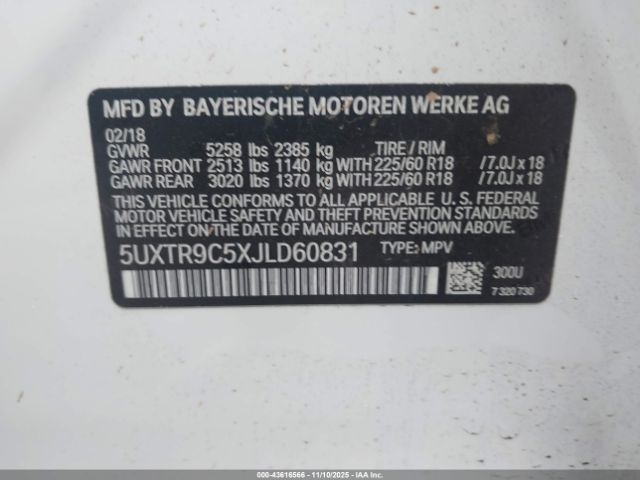 MFD BY BAYERISCHE MOTOREN WERKE AG
02/18
GVWR 5258 lbs 2385 kg TIRE / RIM
GAWR FRONT 2513 lbs 1140 kg WITH 225/60 R18 /7.0J x 18
GAWR REAR 3020 lbs 1370 kg WITH 225/60 R18 /7.0J x 18
THIS VEHICLE CONFORMS TO ALL APPLICABLE U. S. FEDERAL
MOTOR VEHICLE SAFETY AND THEFT PREVENTION STANDARDS IN
EFFECT ON THE DATE OF MANUFACTURE SHOWN ABOVE.
5UXTR9C5XJLD60831 TYPE: MPV
300U
7 320 730
000-43616566 - 11/10/2025 - IAAI.COM